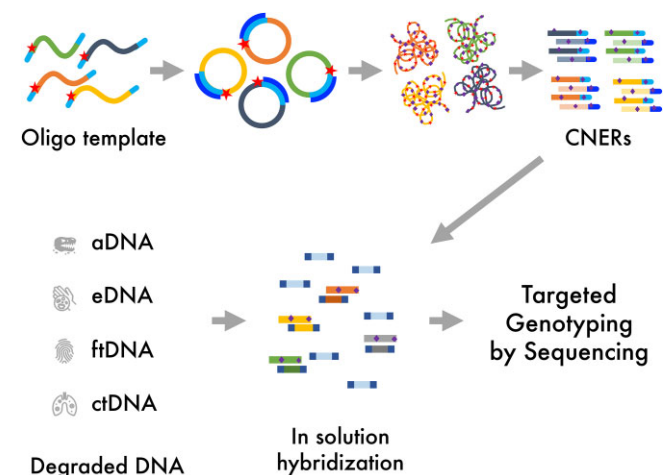 Oligo template
CNERs
aDNA
eDNA
ftDNA
ctDNA
Degraded DNA
In solution
hybridization
Targeted
Genotyping
by Sequencing